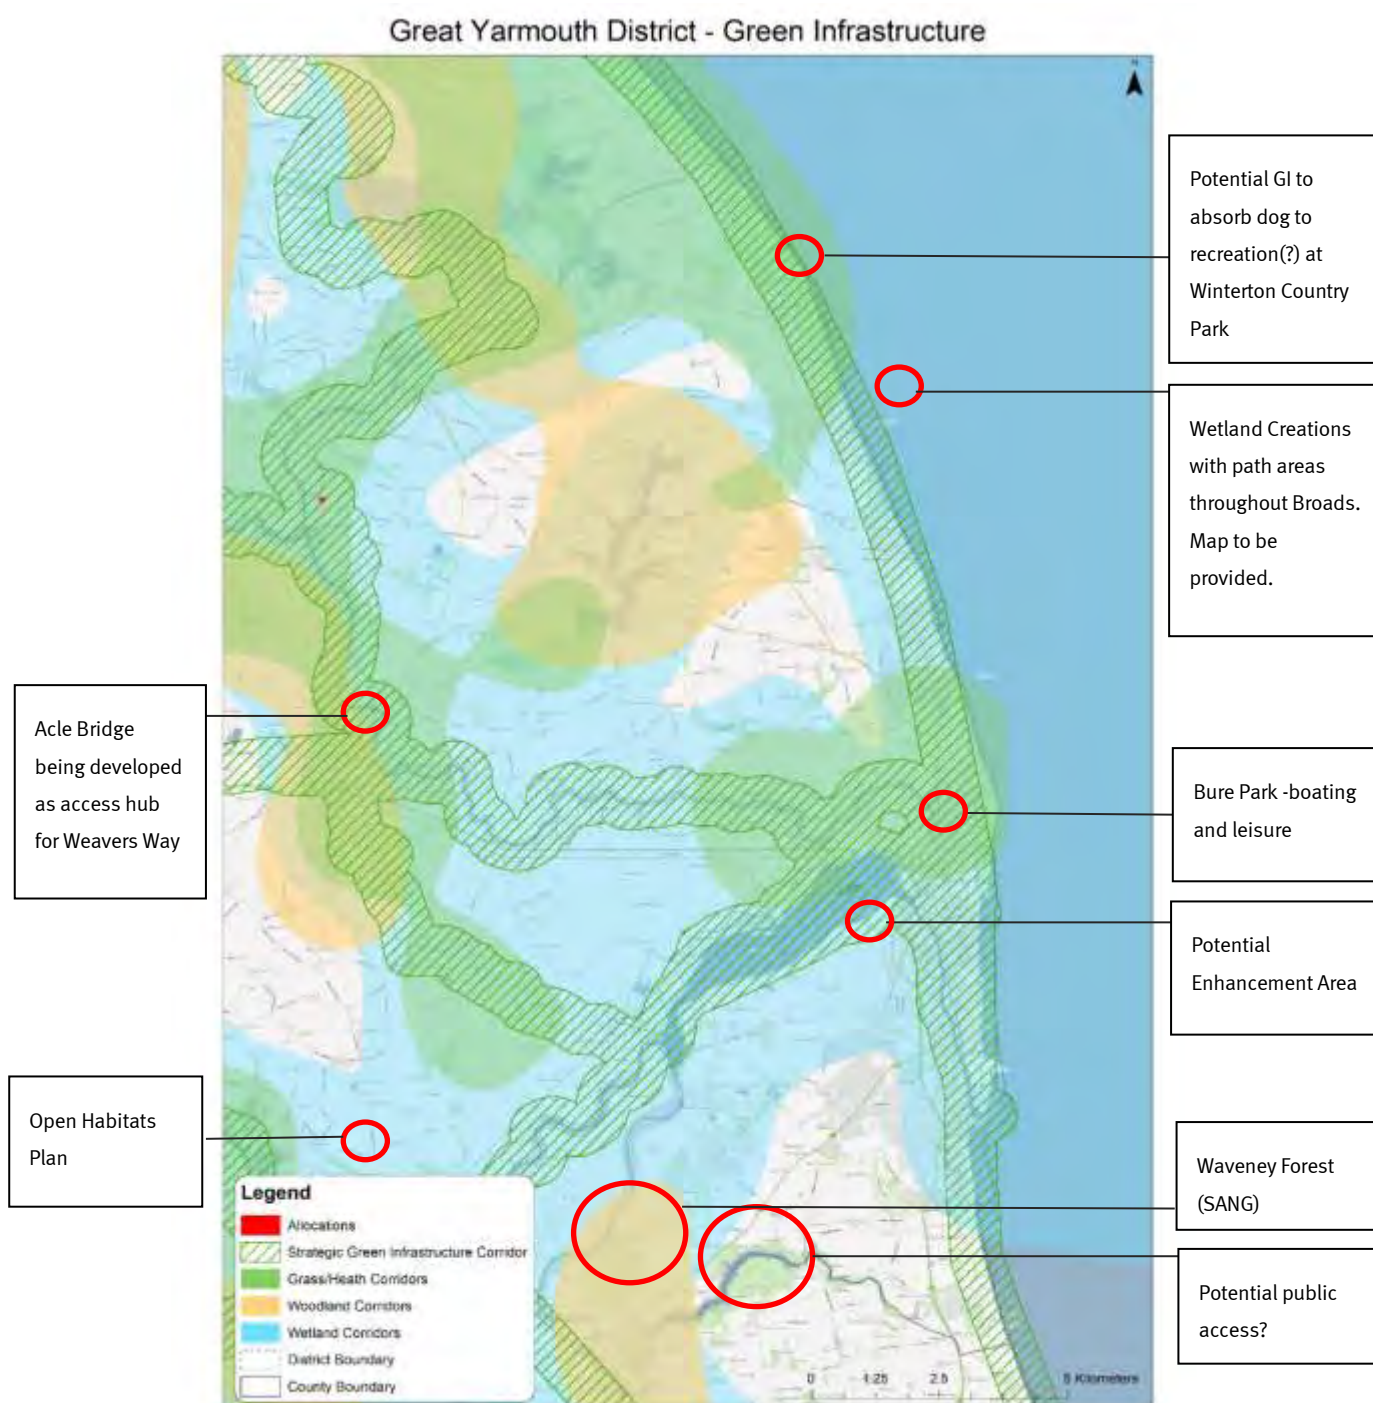 Great Yarmouth District - Green Infrastructure
N
Potential GI to
absorb dog to
recreation(?) at
Winterton Country
Park
Wetland Creations
with path areas
throughout Broads.
Map to be
provided.
Acle Bridge
being developed
as access hub
for Weavers Way
Bure Park -boating
and leisure
Potential
Enhancement Area
Open Habitats
Plan
Waveney Forest
(SANG)
Potential public
access?
Legend
Allocations
Strategic Green Infrastructure Corridor
Grass/Heath Corridors
Woodland Corridors
Wetland Corridors
District Boundary
County Boundary
0 1.25 2.5 5 Kilometers